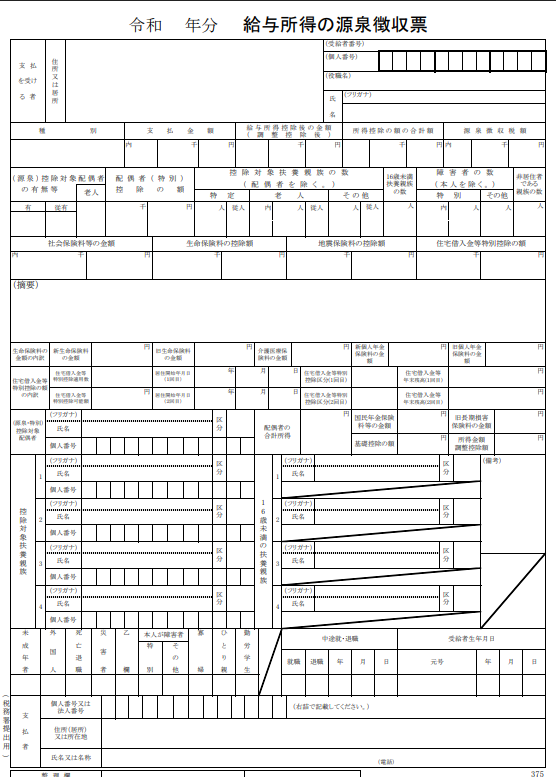 令和　　年分　給与所得の源泉徴収票
支払を受ける者
住所又は居所
(受給者番号)
(個人番号)
(役職名)
氏名
(フリガナ)
種　別
支　払　金　額
給与所得控除後の金額（調整控除後）
所得控除の額の合計額
源泉徴収税額
内　千　円　千　円　千　円　内　千　円
(源泉)控除対象配偶者の有無等
老人
配偶者(特別)控除の額
控除対象扶養親族の数（配偶者を除く。）
16歳未満扶養親族の数
障害者の数（本人を除く。）
非居住者である親族の数
特定
老人
その他
特別
その他
有　従有
千　円　人　従人　内　人　従人　人　従人　人　内　人　人　人
社会保険料等の金額
生命保険料の控除額
地震保険料の控除額
住宅借入金等特別控除の額
内　千　円　千　円　千　円　千　円
(摘要)
生命保険料の金額の内訳
新生命保険料の金額
円
旧生命保険料の金額
円
介護医療保険料の金額
円
新個人年金保険料の金額
円
旧個人年金保険料の金額
円
住宅借入金等特別控除の額の内訳
住宅借入金等特別控除適用数
居住開始年月日(1回目)
年　月　日
住宅借入金等特別控除区分(1回目)
住宅借入金等年末残高(1回目)
円
住宅借入金等特別控除可能額
円
居住開始年月日(2回目)
年　月　日
住宅借入金等特別控除区分(2回目)
住宅借入金等年末残高(2回目)
円
(源泉・特別)控除対象配偶者
(フリガナ)
氏名
区分
個人番号
配偶者の合計所得
円
国民年金保険料等の金額
円
旧長期損害保険料の金額
円
基礎控除の額
円
所得金額調整控除額
円
控除対象扶養親族
1
(フリガナ)
氏名
区分
個人番号
2
(フリガナ)
氏名
区分
個人番号
3
(フリガナ)
氏名
区分
個人番号
4
(フリガナ)
氏名
区分
個人番号
16歳未満の扶養親族
1
(フリガナ)
氏名
区分
2
(フリガナ)
氏名
区分
3
(フリガナ)
氏名
区分
4
(フリガナ)
氏名
区分
(備考)
未成年者
外国人
死亡退職
災害者
乙欄
本人が障害者
特別
その他
寡婦
ひとり親
勤労学生
中途就・退職
受給者生年月日
就職　退職　年　月　日
元号　年　月　日
(税務署提出用)
支払者
個人番号又は法人番号
(右詰で記載してください。)
住所(居所)又は所在地
氏名又は名称
(電話)
整理欄
375